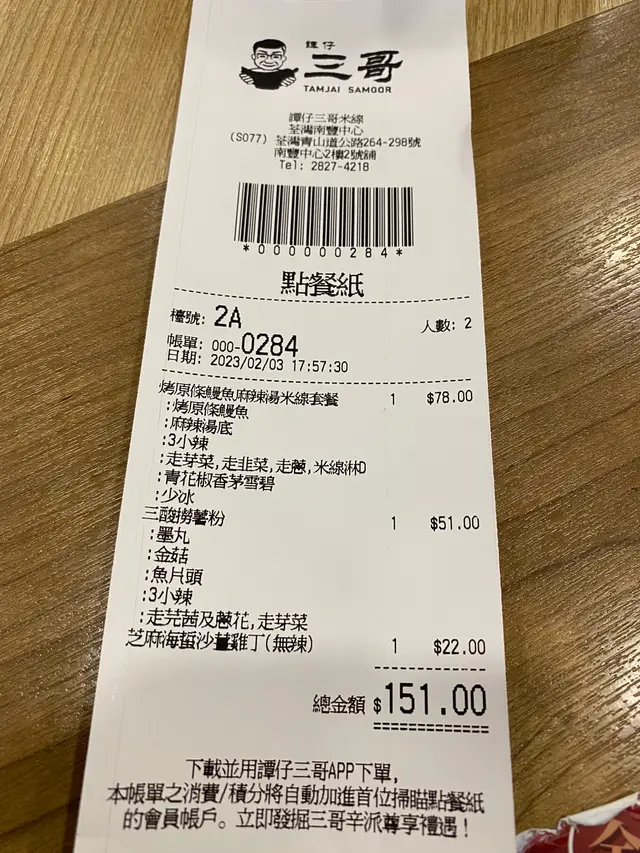 譚仔
三哥
TAMJAI SAMGOR
譚仔三哥米線
荃灣南豐中心
(S077) 荃灣青山道公路264-298號
南豐中心2樓2號舖
Tel: 2827-4218
*000000284*
點餐紙
檯號: 2A 人數: 2
帳單: 000-0284
日期: 2023/02/03 17:57:30
烤原條鰻魚麻辣湯米線套餐 1 $78.00
:烤原條鰻魚
:麻辣湯底
:3小辣
:走芽菜,走韭菜,走蔥,米線淋D
:青花椒香茅雪碧
:少冰
三酸撈薯粉 1 $51.00
:墨丸
:金菇
:魚片頭
:3小辣
:走芫茜及蔥花,走芽菜
芝麻海蜇沙薑雞丁(無辣) 1 $22.00
總金額 $151.00
下載並用譚仔三哥APP下單,
本帳單之消費/積分將自動加進首位掃瞄點餐紙
的會員帳戶。立即發掘三哥辛派尊享禮遇!